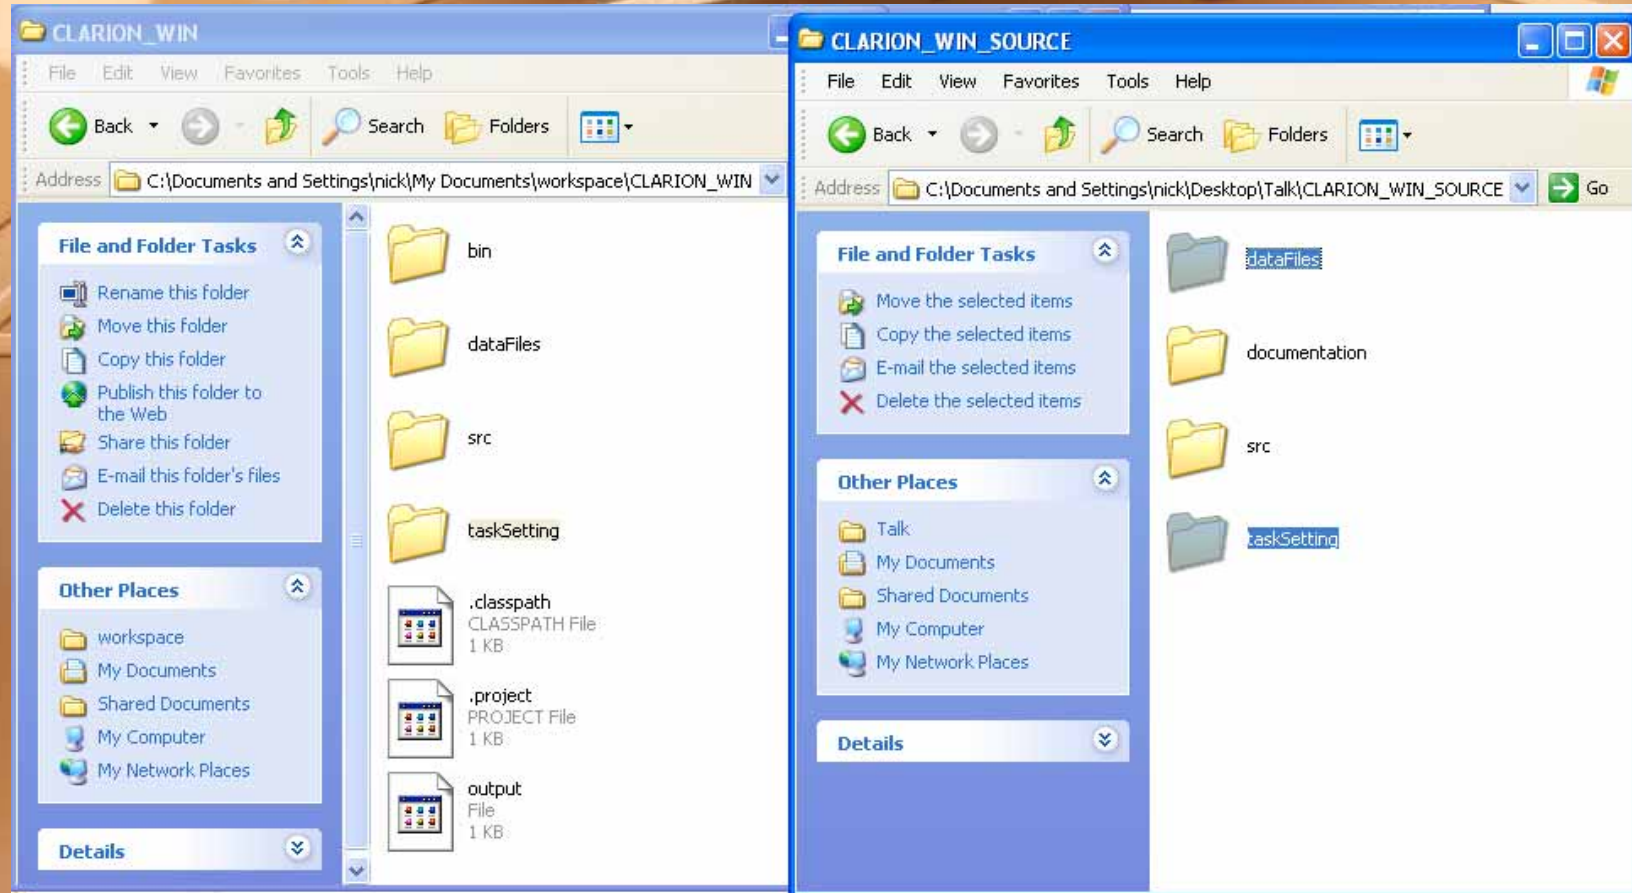 CLARION_WIN
File Edit View Favorites Tools Help
Back Search Folders
Address C:\Documents and Settings\nick\My Documents\workspace\CLARION_WIN
File and Folder Tasks
Rename this folder
Move this folder
Copy this folder
Publish this folder to
the Web
Share this folder
E-mail this folder's files
Delete this folder
Other Places
workspace
My Documents
Shared Documents
My Computer
My Network Places
Details
bin
dataFiles
src
taskSetting
.classpath
CLASSPATH File
1 KB
.project
PROJECT File
1 KB
output
File
1 KB
CLARION_WIN_SOURCE
File Edit View Favorites Tools Help
Back Search Folders
Address C:\Documents and Settings\nick\Desktop\Talk\CLARION_WIN_SOURCE Go
File and Folder Tasks
Move the selected items
Copy the selected items
E-mail the selected items
Delete the selected items
Other Places
Talk
My Documents
Shared Documents
My Computer
My Network Places
Details
dataFiles
documentation
src
taskSetting